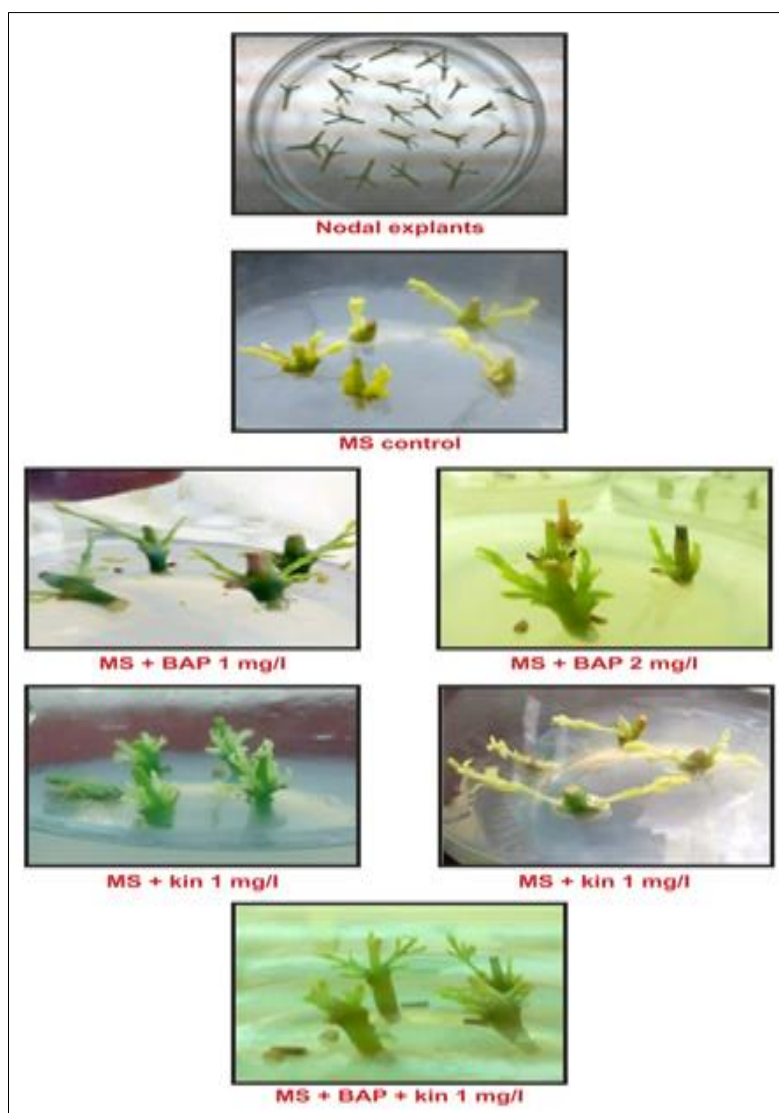 Nodal explants
MS control
MS + BAP 1 mg/l
MS + BAP 2 mg/l
MS + kin 1 mg/l
MS + kin 1 mg/l
MS + BAP + kin 1 mg/l